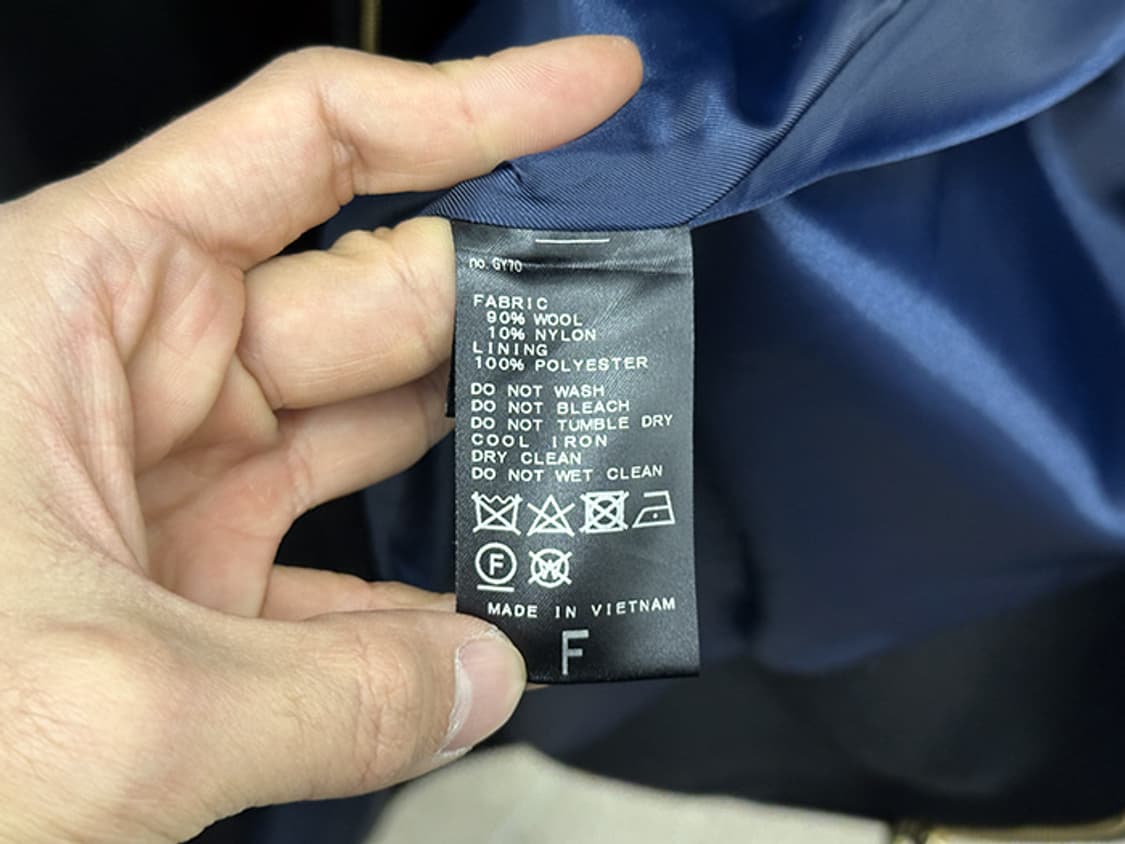 no. GY70
FABRIC
90% WOOL
10% NYLON
LINING
100% POLYESTER
DO NOT WASH
DO NOT BLEACH
DO NOT TUMBLE DRY
COOL IRON
DRY CLEAN
DO NOT WET CLEAN
F W
MADE IN VIETNAM
F